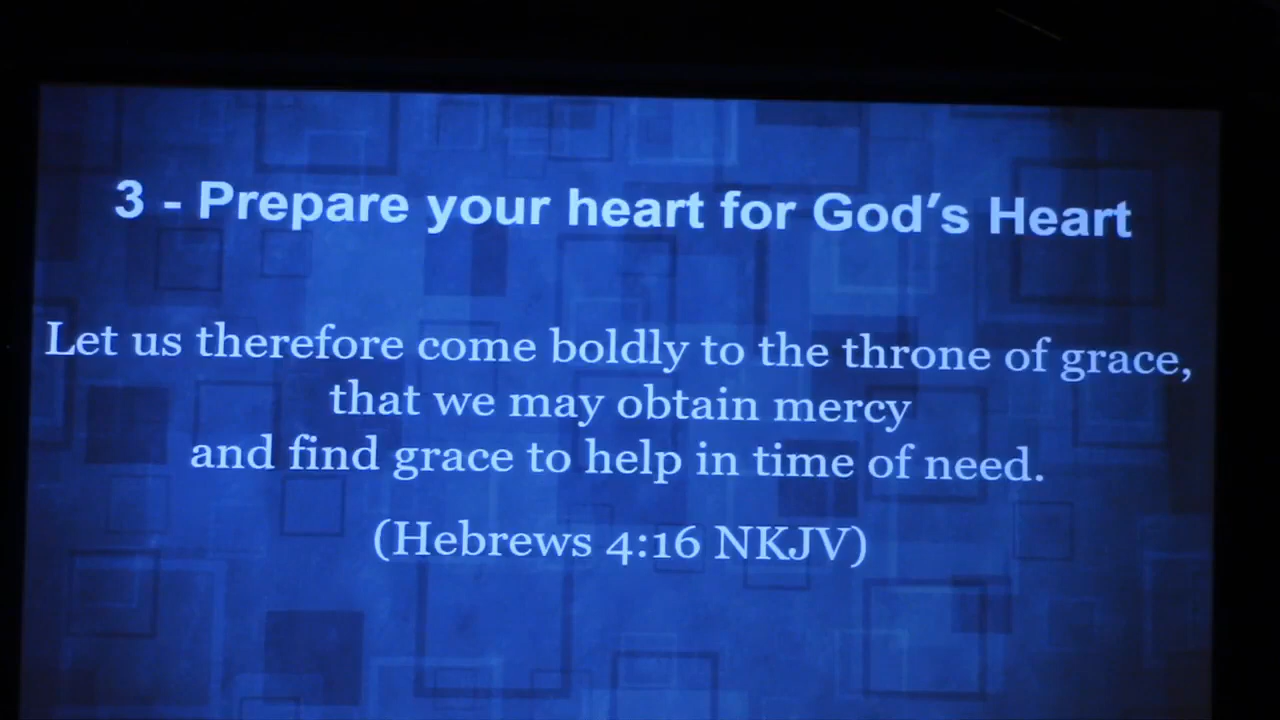 3 - Prepare your heart for God's Heart
Let us therefore come boldly to the throne of grace,
that we may obtain mercy
and find grace to help in time of need.
(Hebrews 4:16 NKJV)